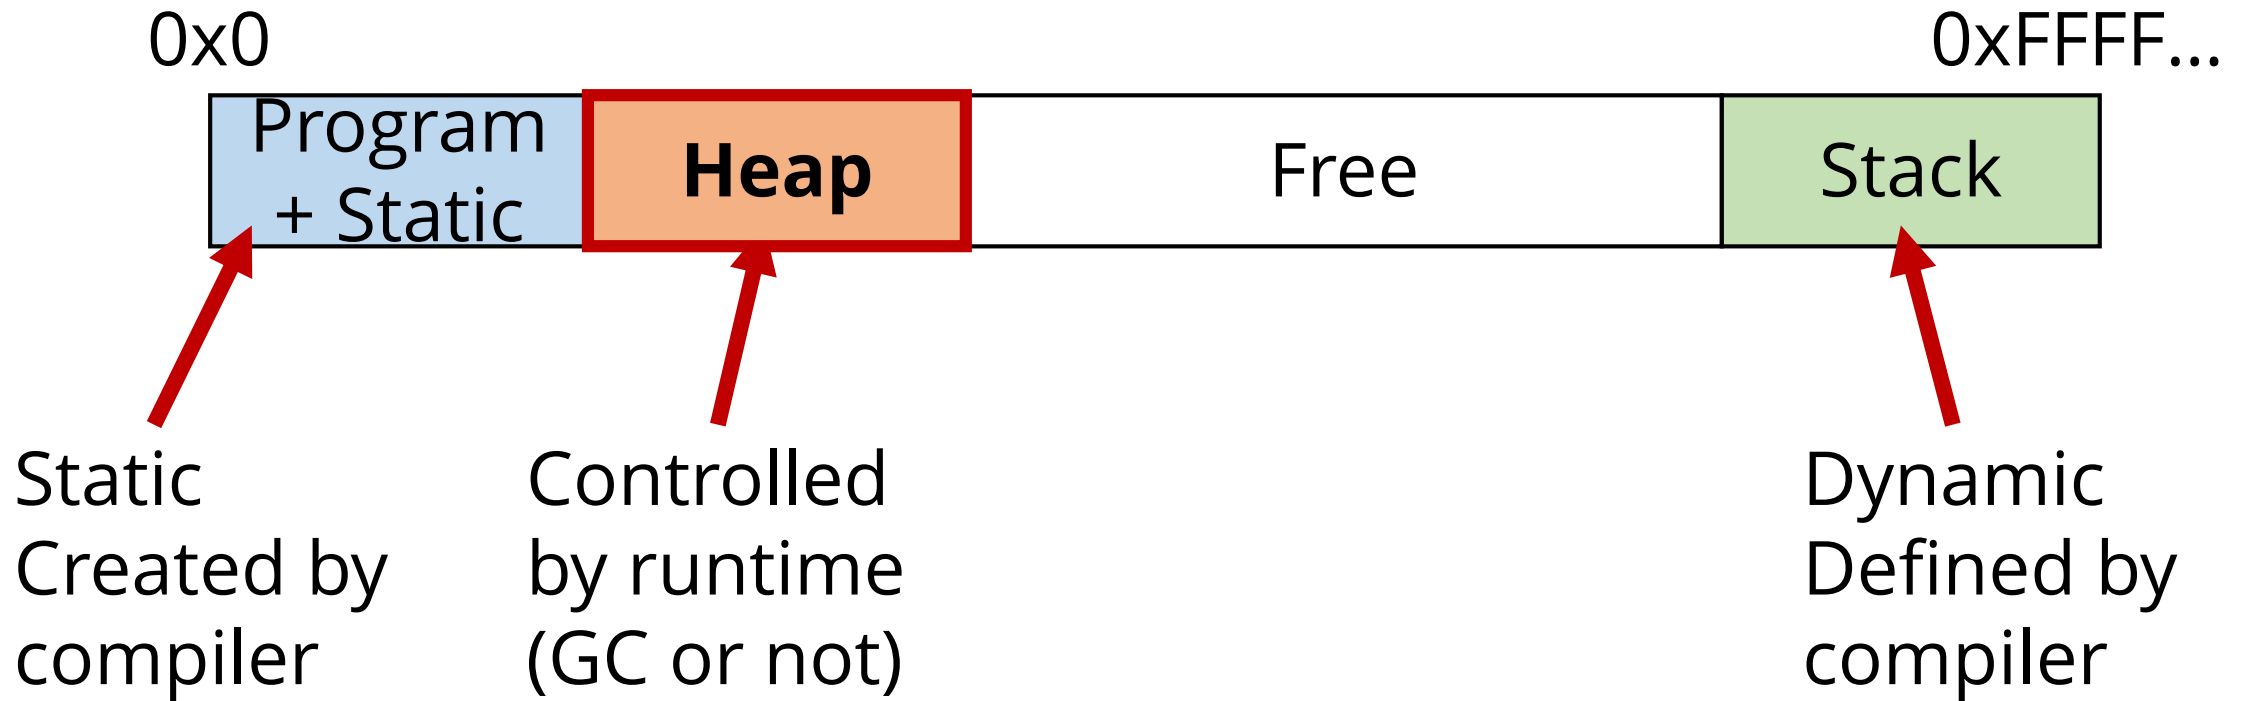 0x0
0xFFFF...
Program
+ Static
Heap
Free
Stack
Static
Created by
compiler
Controlled
by runtime
(GC or not)
Dynamic
Defined by
compiler